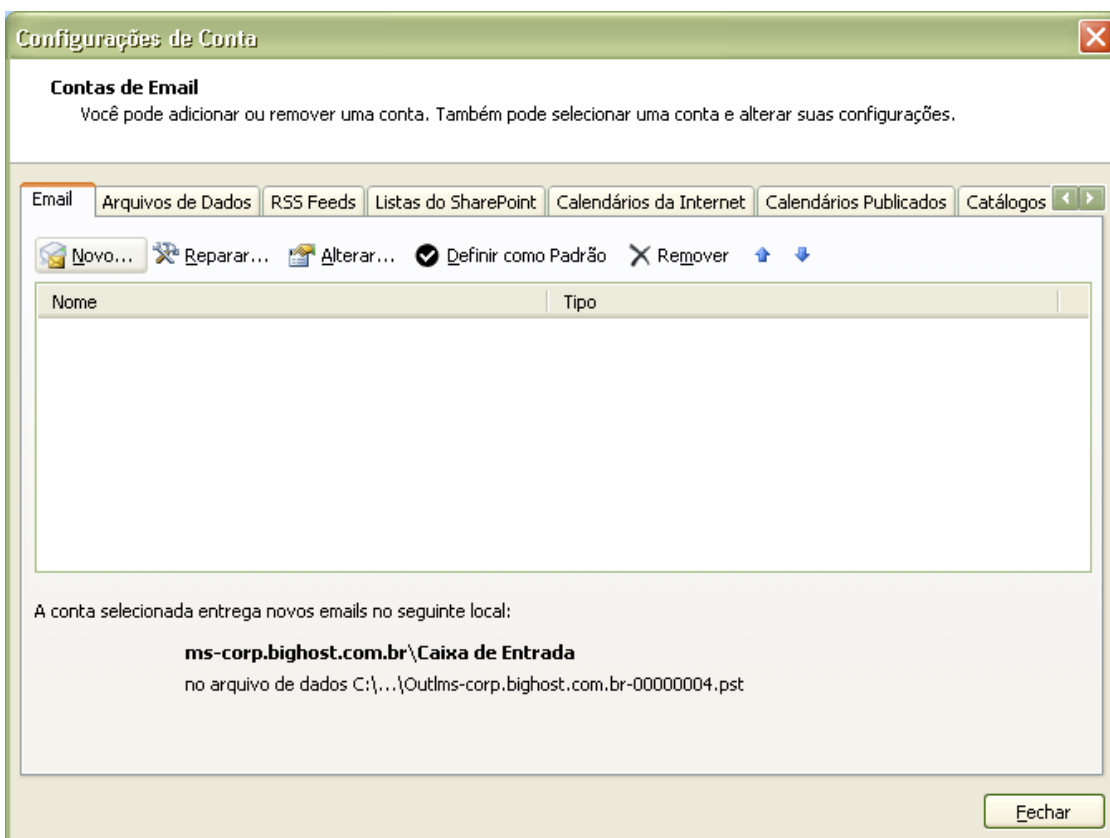 Configurações de Conta
Contas de Email
Você pode adicionar ou remover uma conta. Também pode selecionar uma conta e alterar suas configurações.
Email Arquivos de Dados RSS Feeds Listas do SharePoint Calendários da Internet Calendários Publicados Catálogos
Novo... Reparar... Alterar... Definir como Padrão Remover
Nome Tipo
A conta selecionada entrega novos emails no seguinte local:
ms-corp.bighost.com.br\Caixa de Entrada
no arquivo de dados C:\...\Outlms-corp.bighost.com.br-00000004.pst
Fechar